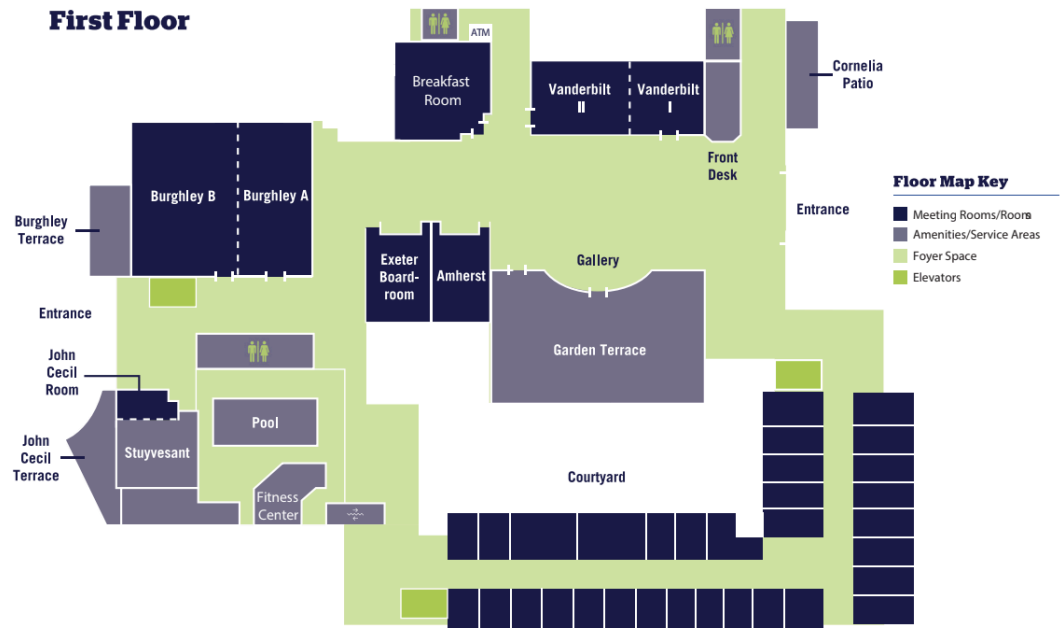 First Floor
ATM
Breakfast
Room
Vanderbilt
II
Vanderbilt
I
Cornelia
Patio
Front
Desk
Burghley B
Burghley A
Burghley
Terrace
Entrance
Floor Map Key
Meeting Rooms/Rooms
Amenities/Service Areas
Foyer Space
Elevators
Exeter
Board-
room
Amherst
Gallery
Garden Terrace
Entrance
John
Cecil
Room
Pool
Stuyvesant
John
Cecil
Terrace
Fitness
Center
Courtyard